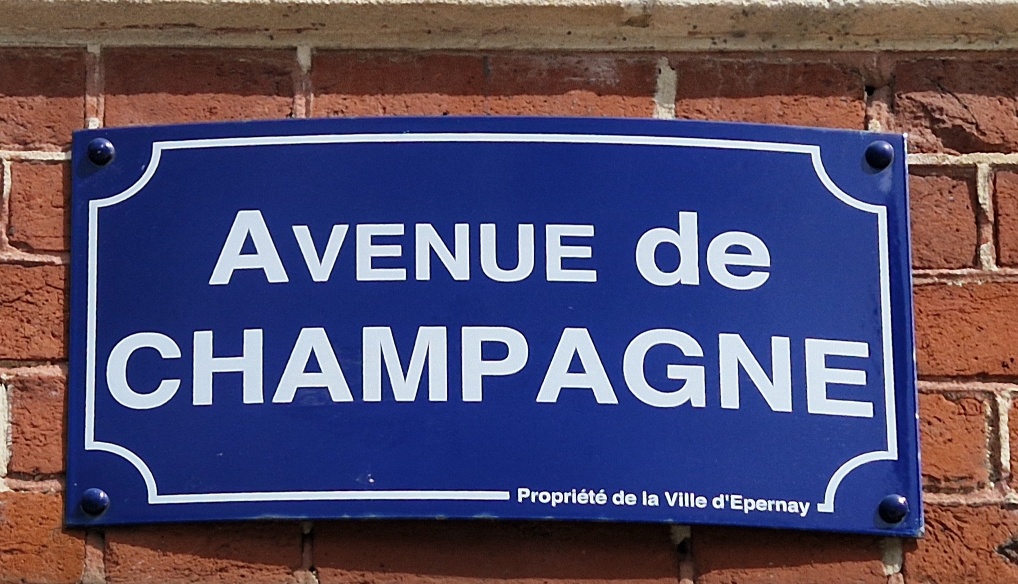 AVENUE de
CHAMPAGNE
Propriété de la Ville d'Epernay